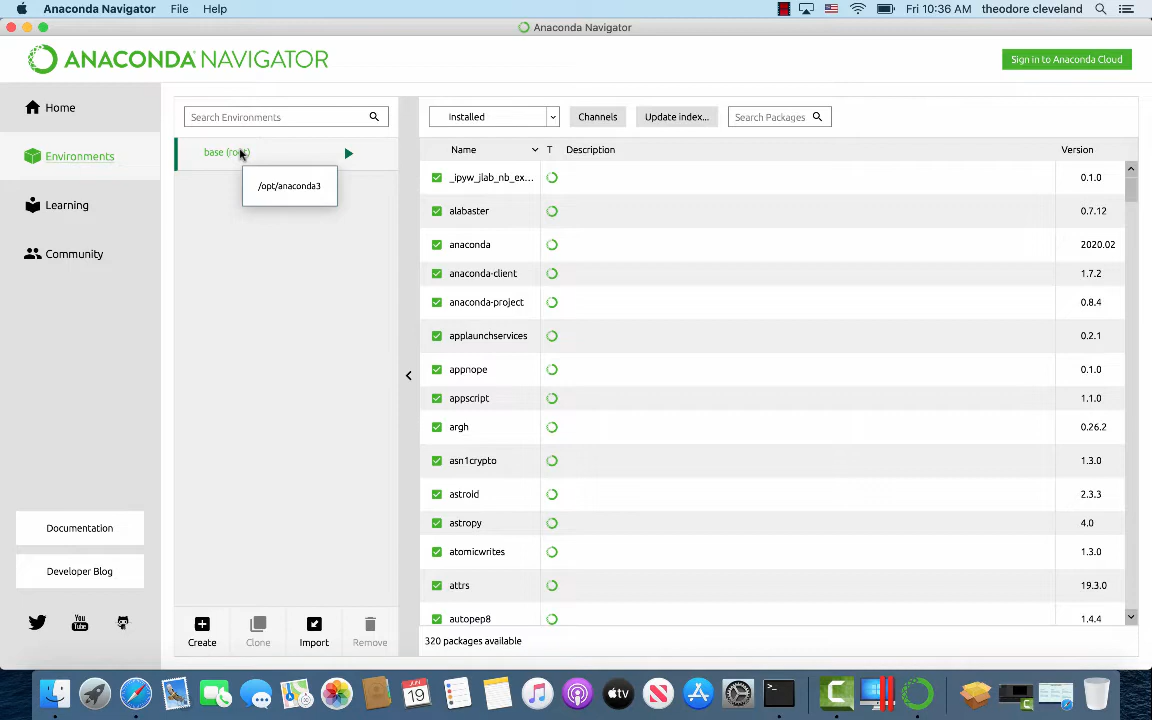 Anaconda Navigator File Help Fri 10:36 AM theodore cleveland
Anaconda Navigator
ANACONDA NAVIGATOR
Sign in to Anaconda Cloud
Home
Environments
Learning
Community
Documentation
Developer Blog
You Tube
Search Environments
base (root)
/opt/anaconda3
Create Clone Import Remove
Installed Channels Update index... Search Packages
Name T Description Version
_ipyw_jlab_nb_ex... 0.1.0
alabaster 0.7.12
anaconda 2020.02
anaconda-client 1.7.2
anaconda-project 0.8.4
applaunchservices 0.2.1
appnope 0.1.0
appscript 1.1.0
argh 0.26.2
asn1crypto 1.3.0
astroid 2.3.3
astropy 4.0
atomicwrites 1.3.0
attrs 19.3.0
autopep8 1.4.4
320 packages available
JUN
19
tv